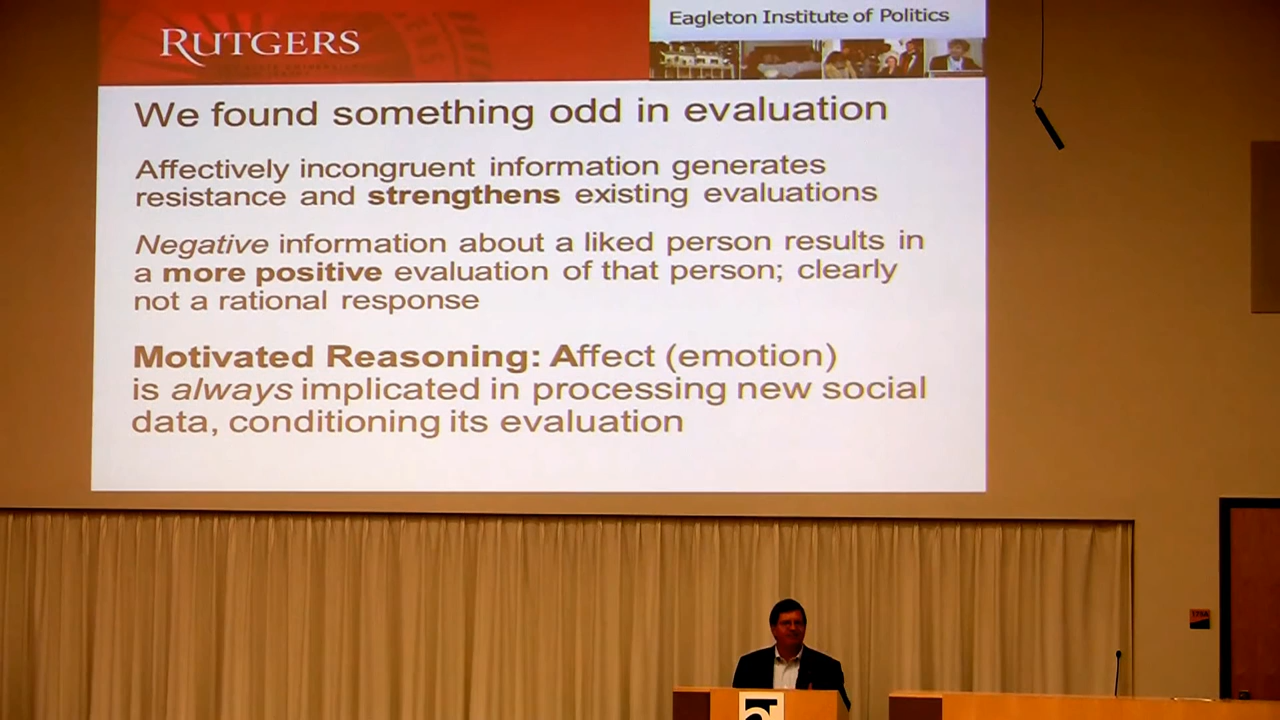 RUTGERS
Eagleton Institute of Politics
We found something odd in evaluation
Affectively incongruent information generates
resistance and strengthens existing evaluations
Negative information about a liked person results in
a more positive evaluation of that person; clearly
not a rational response
Motivated Reasoning: Affect (emotion)
is always implicated in processing new social
data, conditioning its evaluation